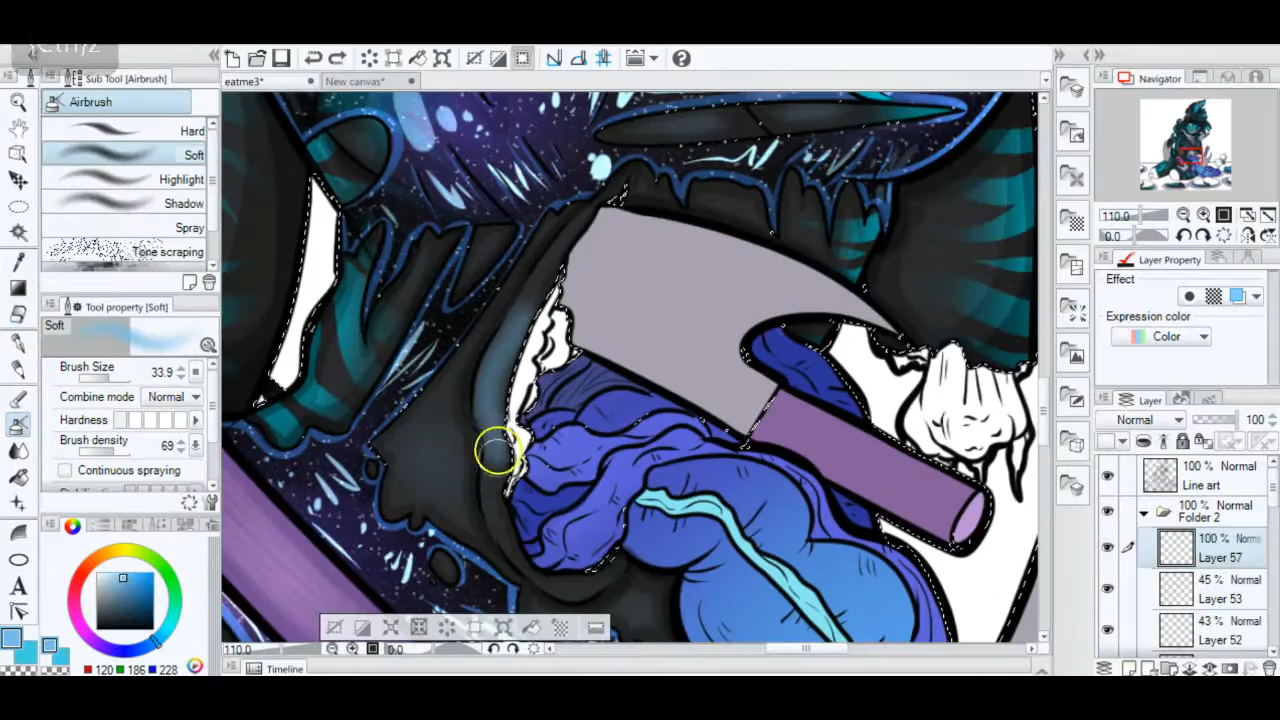 Sub Tool [Airbrush]
eatme3*
New canvas*
Navigator
Airbrush
Hard
Soft
Highlight
Shadow
Spray
Tone scraping
Tool property [Soft]
Soft
Brush Size 33.9
Combine mode Normal
Hardness
Brush density 69
Continuous spraying
120 186 228
110.0
0.0
Layer Property
Effect
Expression color
Color
Layer
Normal 100
100 % Normal
Line art
100 % Normal
Folder 2
100 % Norma
Layer 57
45 % Normal
Layer 53
43 % Normal
Layer 52
110.0 0.0
Timeline